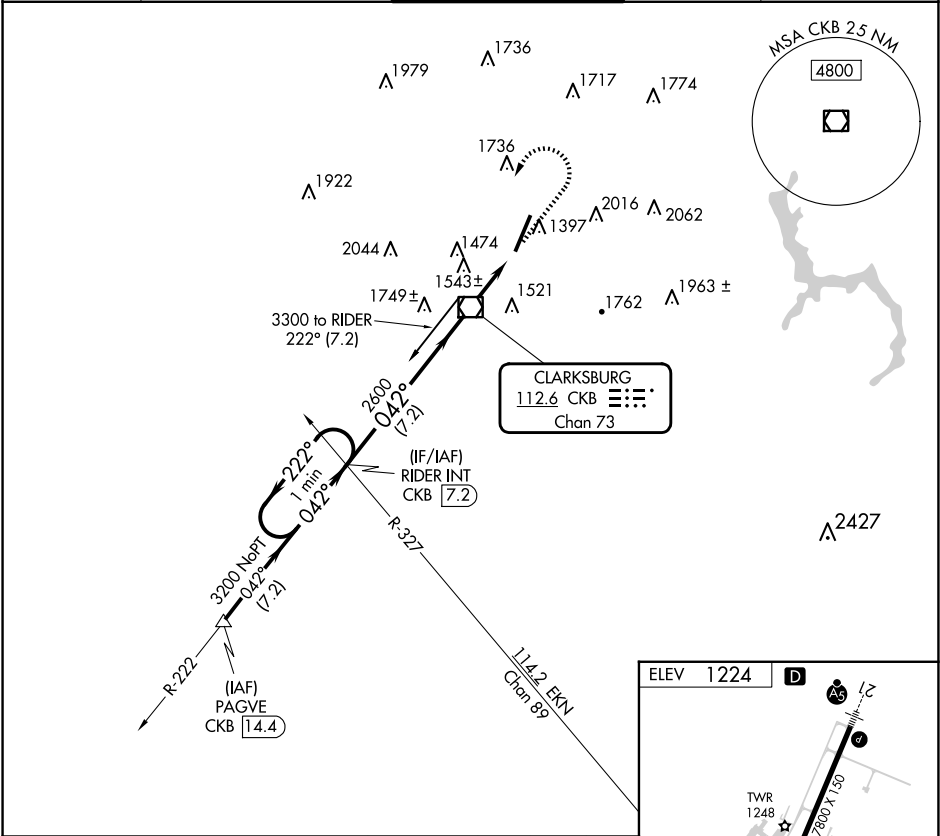 MSA CKB 25 NM
4800
1979
1736
1717
1774
1736
1922
1397
2016
2062
2044
1474
1543±
1749±
1521
1762
1963 ±
3300 to RIDER
222° (7.2)
CLARKSBURG
112.6 CKB
Chan 73
2600
042°
(7.2)
(IF/IAF)
RIDER INT
CKB 7.2
222°
1 min
042°
R-327
2427
3200 NoPT
042°
(7.2)
R-222
(IAF)
PAGVE
CKB 14.4
114.2 EKN
Chan 89
ELEV 1224 D
A5
21
P
TWR
1248
7800 X 150